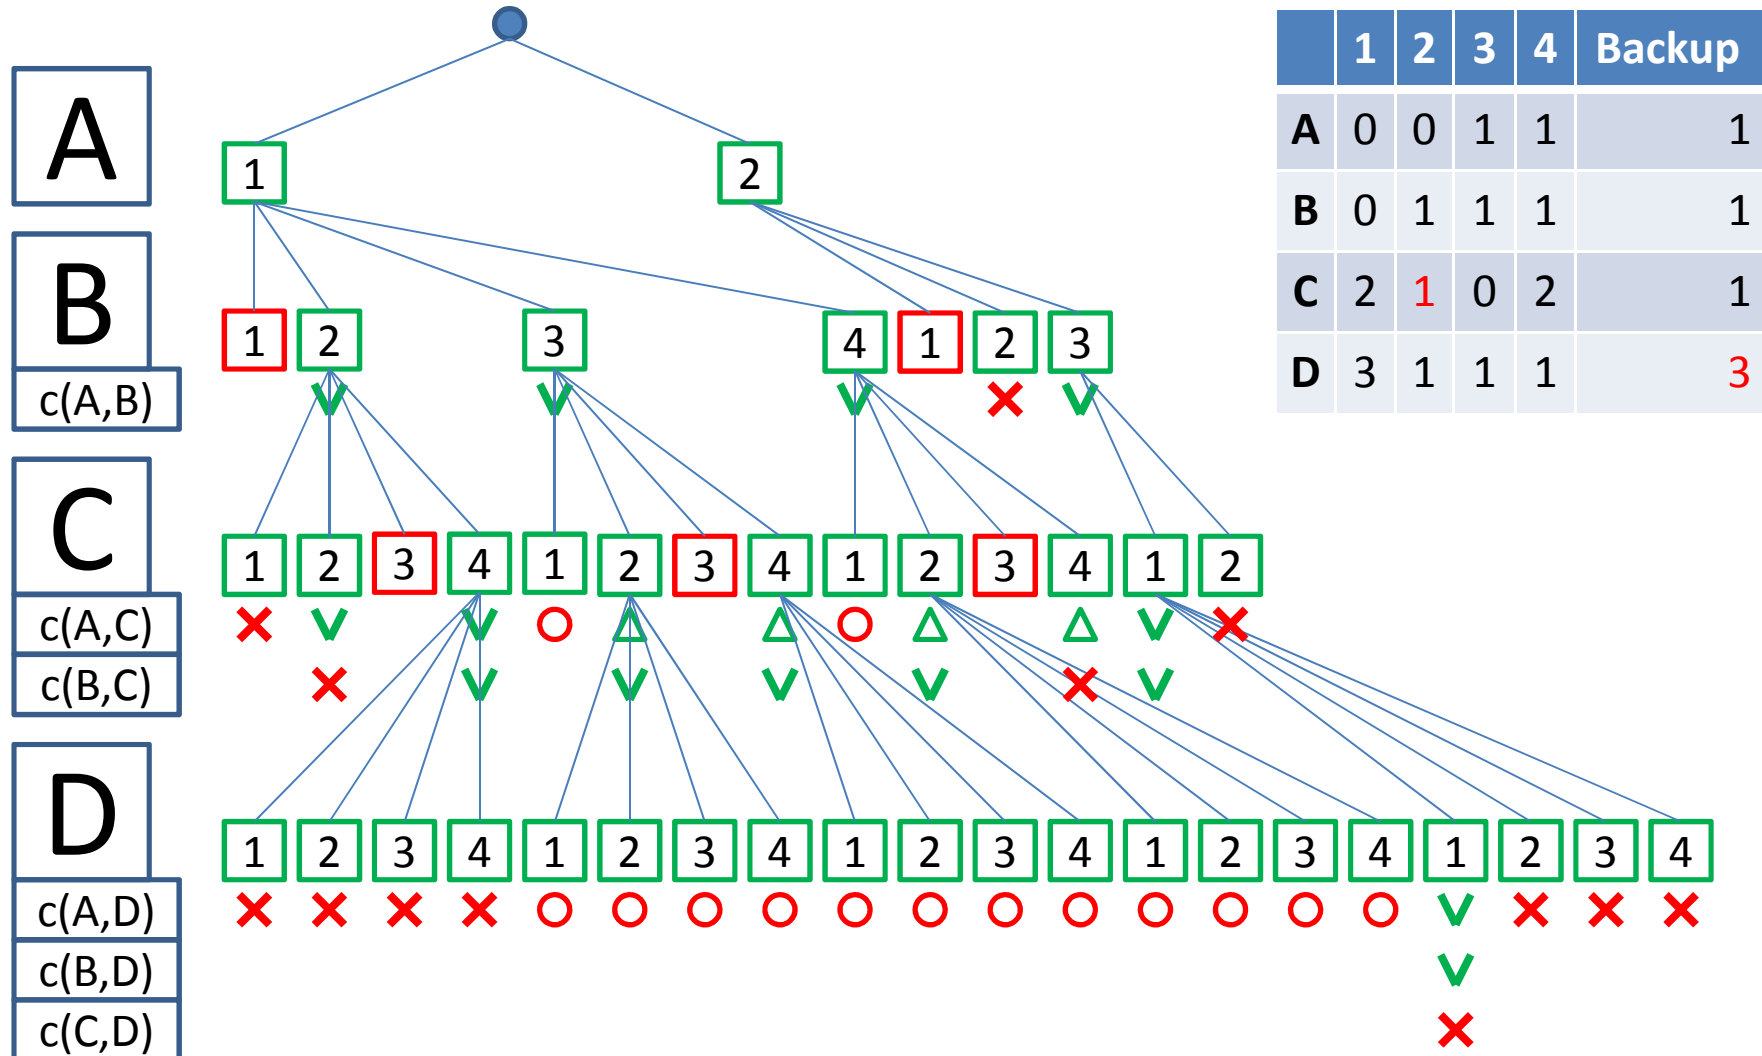 1 2 3 4 Backup
A 0 0 1 1 1
B 0 1 1 1 1
C 2 1 0 2 1
D 3 1 1 1 3
A
1 2
B
1 2 3 4 1 2 3
c(A,B)
C
1 2 3 4 1 2 3 4 1 2 3 4 1 2
c(A,C)
c(B,C)
D
1 2 3 4 1 2 3 4 1 2 3 4 1 2 3 4 1 2 3 4
c(A,D)
c(B,D)
c(C,D)